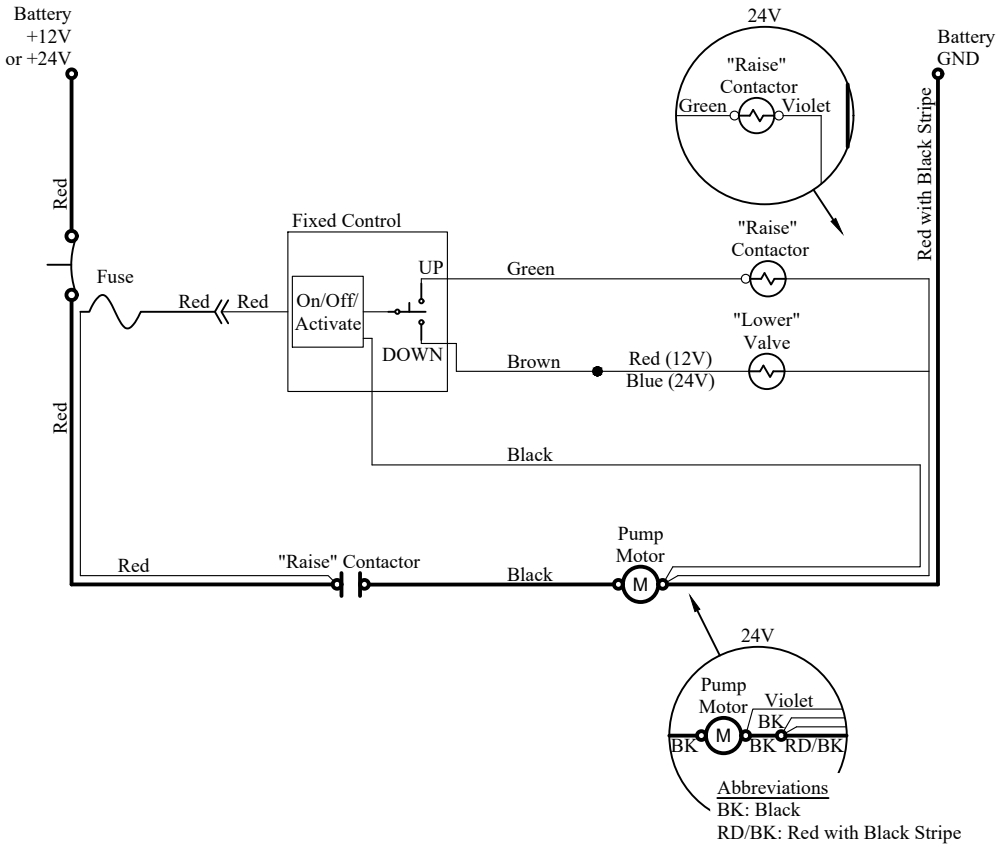 Battery
+12V
or +24V
24V
Battery
GND
"Raise"
Contactor
Green
Violet
Red with Black Stripe
Red
Fixed Control
"Raise"
Contactor
UP
Green
Fuse
Red
Red
On/Off/
Activate
"Lower"
Valve
DOWN
Brown
Red (12V)
Blue (24V)
Red
Black
Pump
Motor
Red
"Raise" Contactor
Black
M
24V
Pump
Motor
Violet
BK
M
BK
BK
RD/BK
Abbreviations
BK: Black
RD/BK: Red with Black Stripe